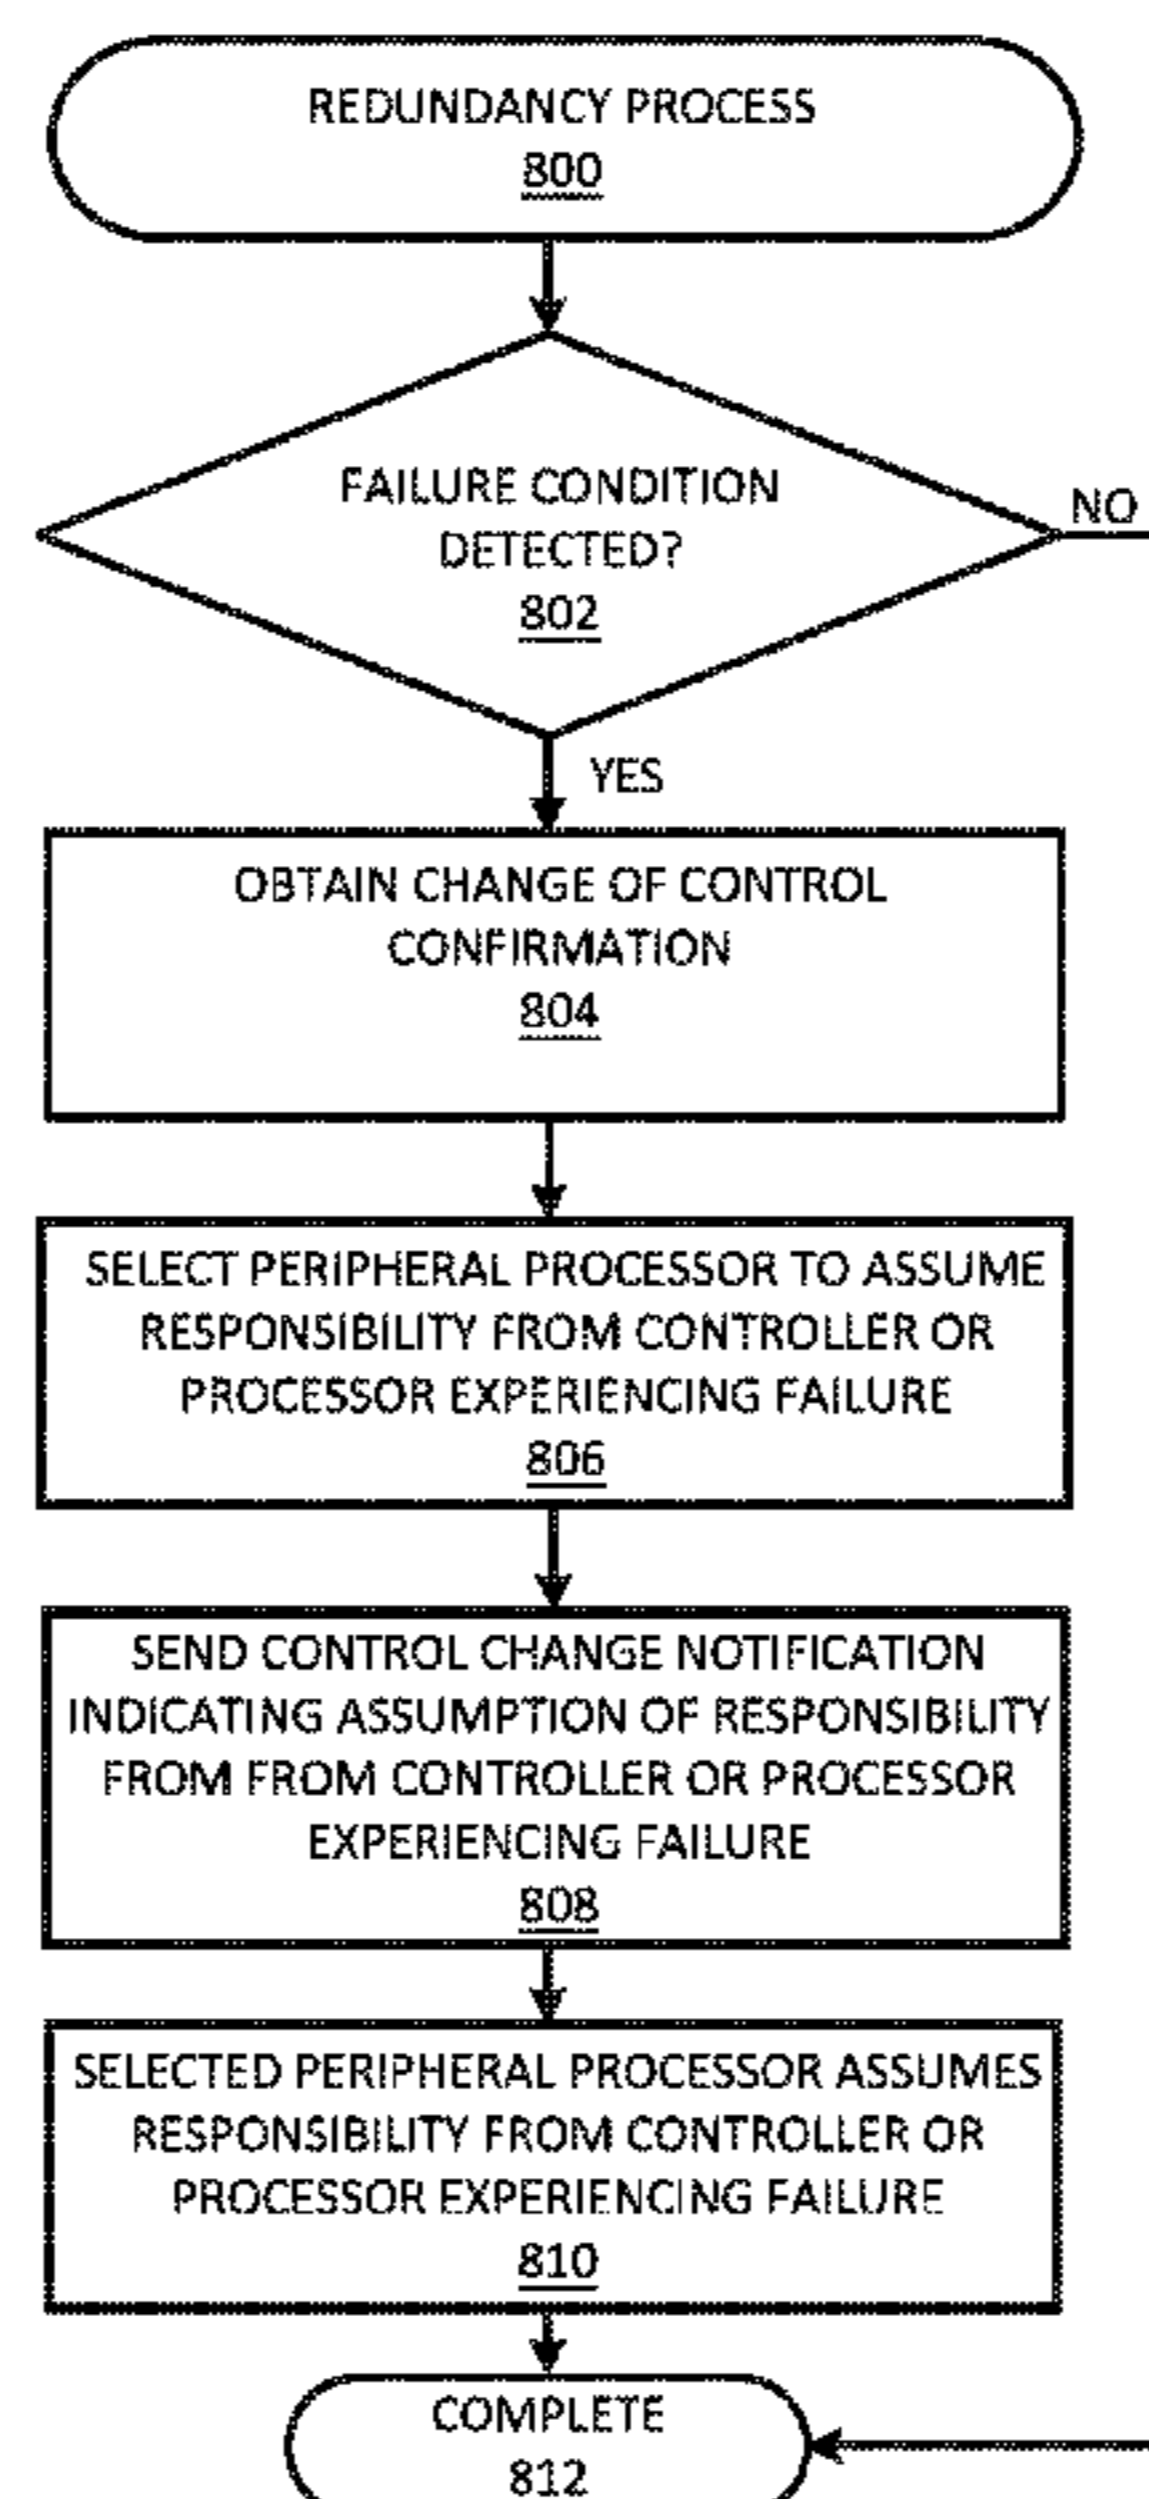 REDUNDANCY PROCESS
800
FAILURE CONDITION
DETECTED?
802
NO
YES
OBTAIN CHANGE OF CONTROL
CONFIRMATION
804
SELECT PERIPHERAL PROCESSOR TO ASSUME
RESPONSIBILITY FROM CONTROLLER OR
PROCESSOR EXPERIENCING FAILURE
806
SEND CONTROL CHANGE NOTIFICATION
INDICATING ASSUMPTION OF RESPONSIBILITY
FROM FROM CONTROLLER OR PROCESSOR
EXPERIENCING FAILURE
808
SELECTED PERIPHERAL PROCESSOR ASSUMES
RESPONSIBILITY FROM CONTROLLER OR
PROCESSOR EXPERIENCING FAILURE
810
COMPLETE
812